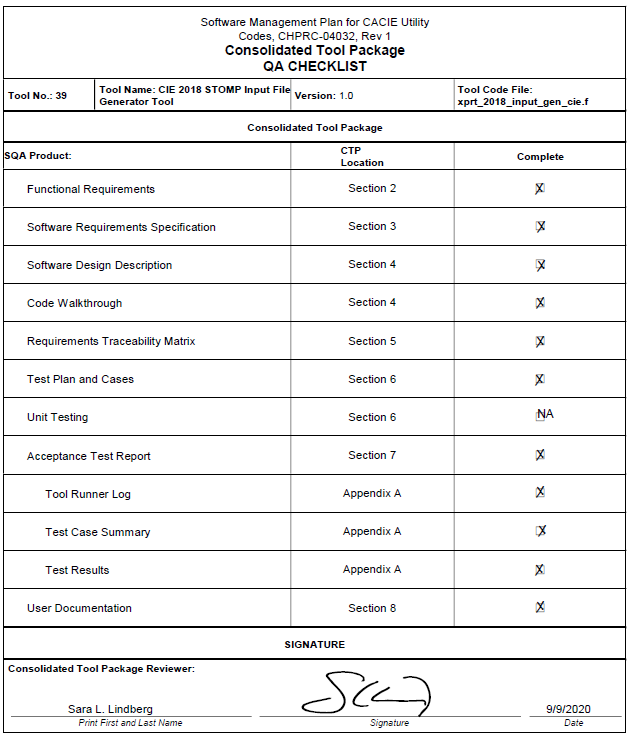 Software Management Plan for CACIE Utility
Codes, CHPRC-04032, Rev 1
Consolidated Tool Package
QA CHECKLIST
Tool No.: 39
Tool Name: CIE 2018 STOMP Input File
Generator Tool
Version: 1.0
Tool Code File:
xprt_2018_input_gen_cie.f
Consolidated Tool Package
SQA Product:
CTP
Location
Complete
Functional Requirements Section 2 X
Software Requirements Specification Section 3 X
Software Design Description Section 4 X
Code Walkthrough Section 4 X
Requirements Traceability Matrix Section 5 X
Test Plan and Cases Section 6 X
Unit Testing Section 6 NA
Acceptance Test Report Section 7 X
Tool Runner Log Appendix A X
Test Case Summary Appendix A X
Test Results Appendix A X
User Documentation Section 8 X
SIGNATURE
Consolidated Tool Package Reviewer:
Sara L. Lindberg 9/9/2020
Print First and Last Name Signature Date